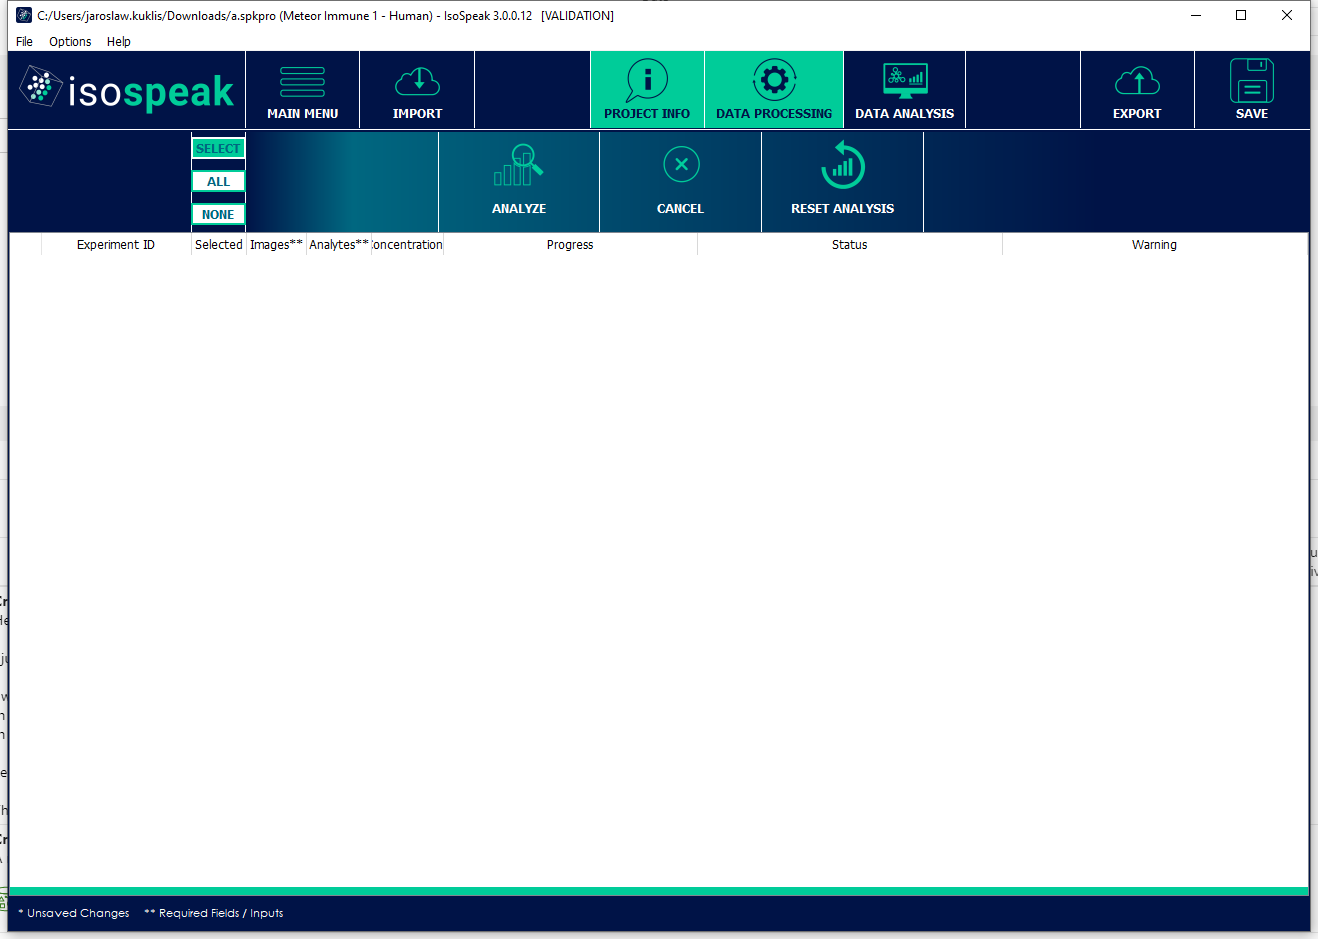 C:/Users/jaroslaw.kuklis/Downloads/a.spkpro (Meteor Immune 1 - Human) - IsoSpeak 3.0.0.12 [VALIDATION]
File Options Help
isospeak
MAIN MENU IMPORT PROJECT INFO DATA PROCESSING DATA ANALYSIS EXPORT SAVE
SELECT
ALL
NONE
ANALYZE CANCEL RESET ANALYSIS
Experiment ID Selected Images** Analytes** oncentration Progress Status Warning
* Unsaved Changes ** Required Fields / Inputs